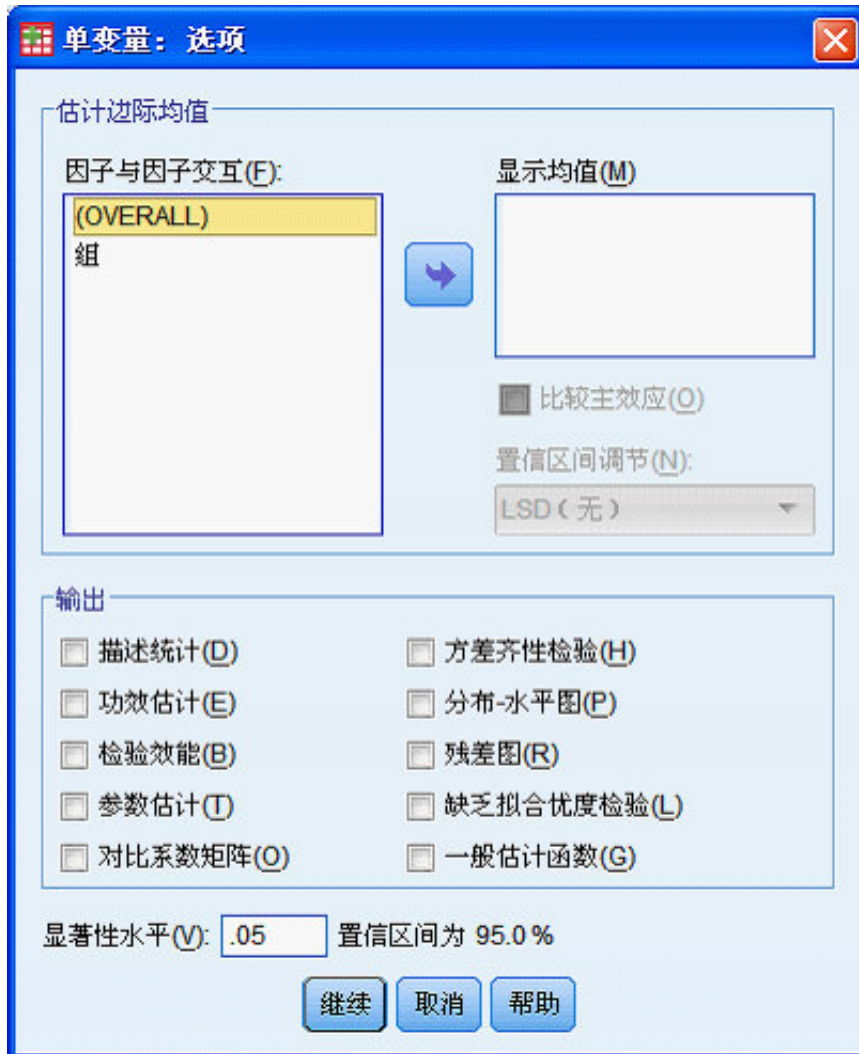 单变量：选项
估计边际均值
因子与因子交互(F):
(OVERALL)
组
显示均值(M)
比较主效应(O)
置信区间调节(N):
LSD（无）
输出
描述统计(D)
方差齐性检验(H)
功效估计(E)
分布-水平图(P)
检验效能(B)
残差图(R)
参数估计(T)
缺乏拟合优度检验(L)
对比系数矩阵(O)
一般估计函数(G)
显著性水平(V): .05 置信区间为 95.0 %
继续 取消 帮助